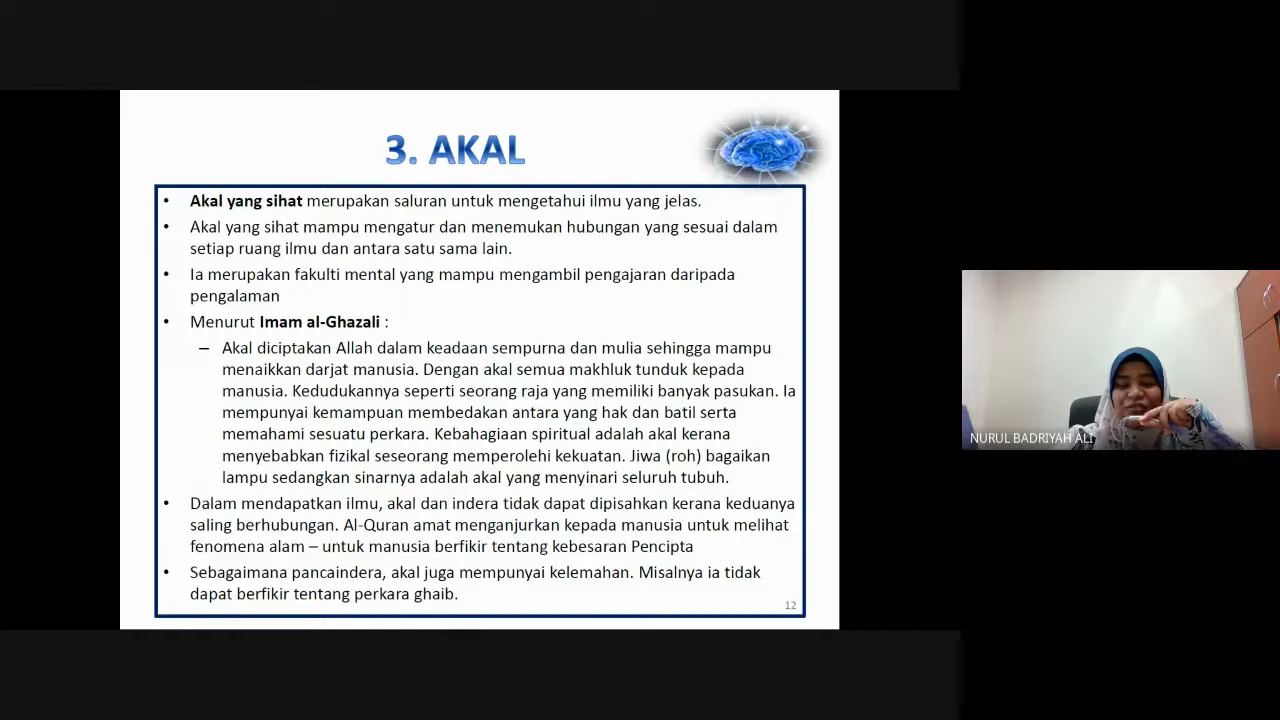 3. AKAL
• Akal yang sihat merupakan saluran untuk mengetahui ilmu yang jelas.
• Akal yang sihat mampu mengatur dan menemukan hubungan yang sesuai dalam
setiap ruang ilmu dan antara satu sama lain.
• Ia merupakan fakulti mental yang mampu mengambil pengajaran daripada
pengalaman
• Menurut Imam al-Ghazali :
– Akal diciptakan Allah dalam keadaan sempurna dan mulia sehingga mampu
menaikkan darjat manusia. Dengan akal semua makhluk tunduk kepada
manusia. Kedudukannya seperti seorang raja yang memiliki banyak pasukan. Ia
mempunyai kemampuan membedakan antara yang hak dan batil serta
memahami sesuatu perkara. Kebahagiaan spiritual adalah akal kerana
menyebabkan fizikal seseorang memperolehi kekuatan. Jiwa (roh) bagaikan
lampu sedangkan sinarnya adalah akal yang menyinari seluruh tubuh.
• Dalam mendapatkan ilmu, akal dan indera tidak dapat dipisahkan kerana keduanya
saling berhubungan. Al-Quran amat menganjurkan kepada manusia untuk melihat
fenomena alam – untuk manusia berfikir tentang kebesaran Pencipta
• Sebagaimana pancaindera, akal juga mempunyai kelemahan. Misalnya ia tidak
dapat berfikir tentang perkara ghaib.
12
NURUL BADRIYAH ALI